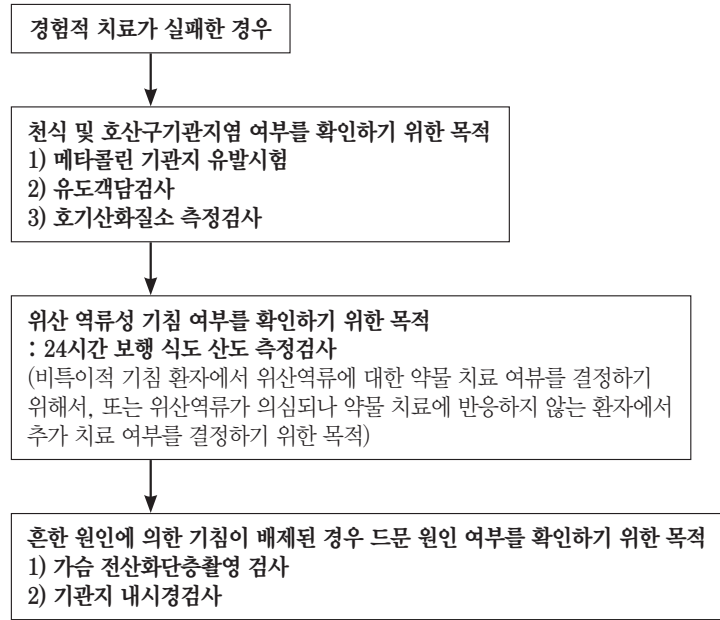 경험적 치료가 실패한 경우
천식 및 호산구기관지염 여부를 확인하기 위한 목적
1) 메타콜린 기관지 유발시험
2) 유도객담검사
3) 호기산화질소 측정검사
위산 역류성 기침 여부를 확인하기 위한 목적
: 24시간 보행 식도 산도 측정검사
(비특이적 기침 환자에서 위산역류에 대한 약물 치료 여뷰를 결정하기
위해서, 또는 위산역류가 의심되나 약물 치료에 반응하지 않는 환자에서
추가 치료 여부를 결정하기 위한 목적)
흔한 원인에 의한 기침이 배제된 경우 드문 원인 여부를 확인하기 위한 목적
1) 가슴 전산화단층촬영 검사
2) 기관지 내시경검사